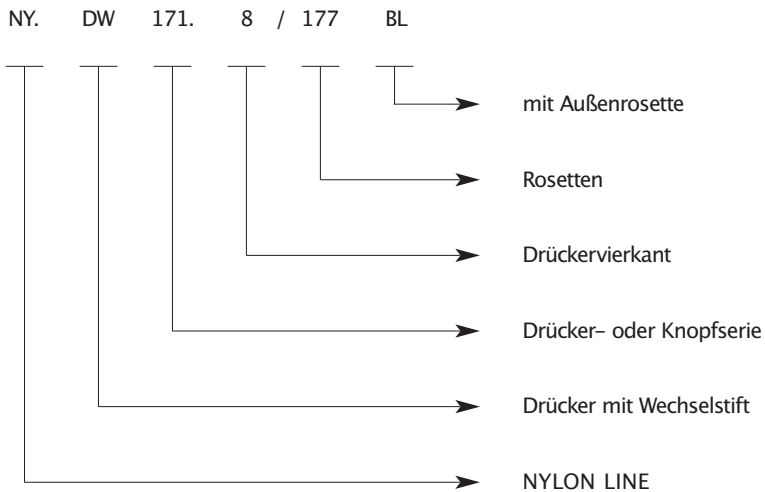 NY. DW 171. 8 / 177 BL
mit Außenrosette
Rosetten
Drückervierkant
Drücker– oder Knopfserie
Drücker mit Wechselstift
NYLON LINE